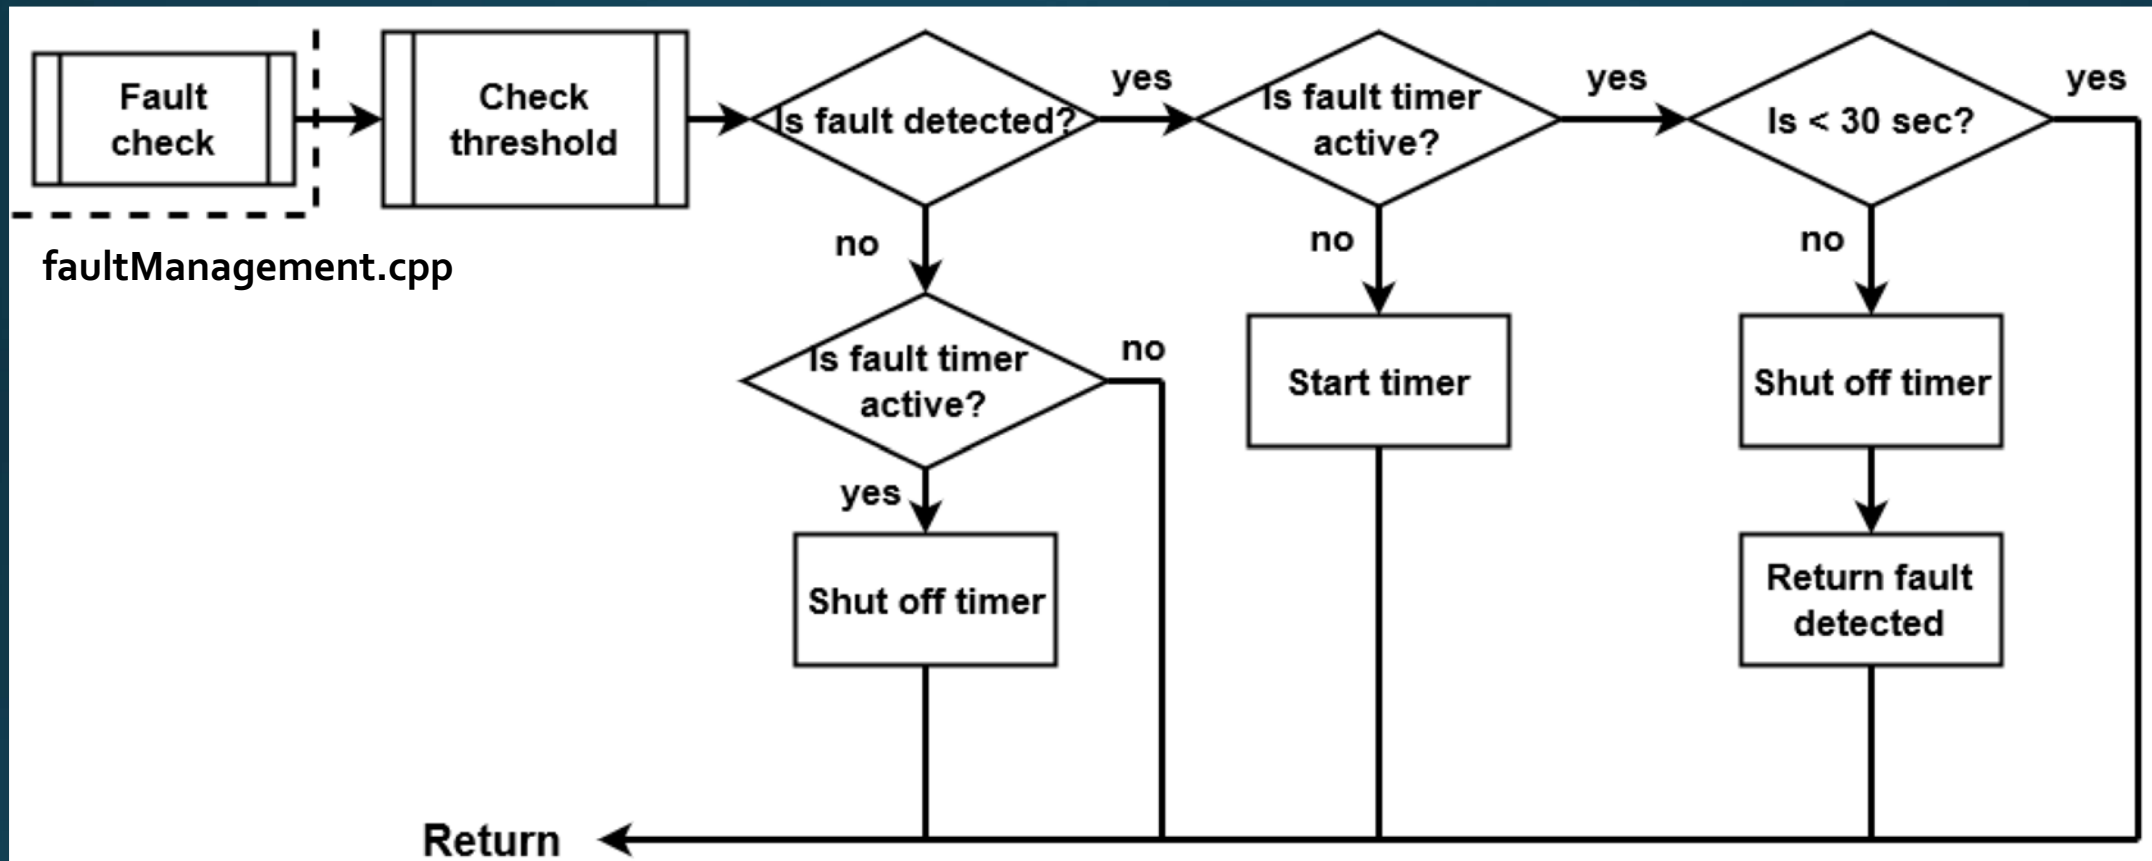 Fault
check
Check
threshold
Is fault detected?
yes
Is fault timer
active?
yes
Is < 30 sec?
yes
faultManagement.cpp
no
no
no
Is fault timer
active?
no
Start timer
Shut off timer
yes
Shut off timer
Return fault
detected
Return